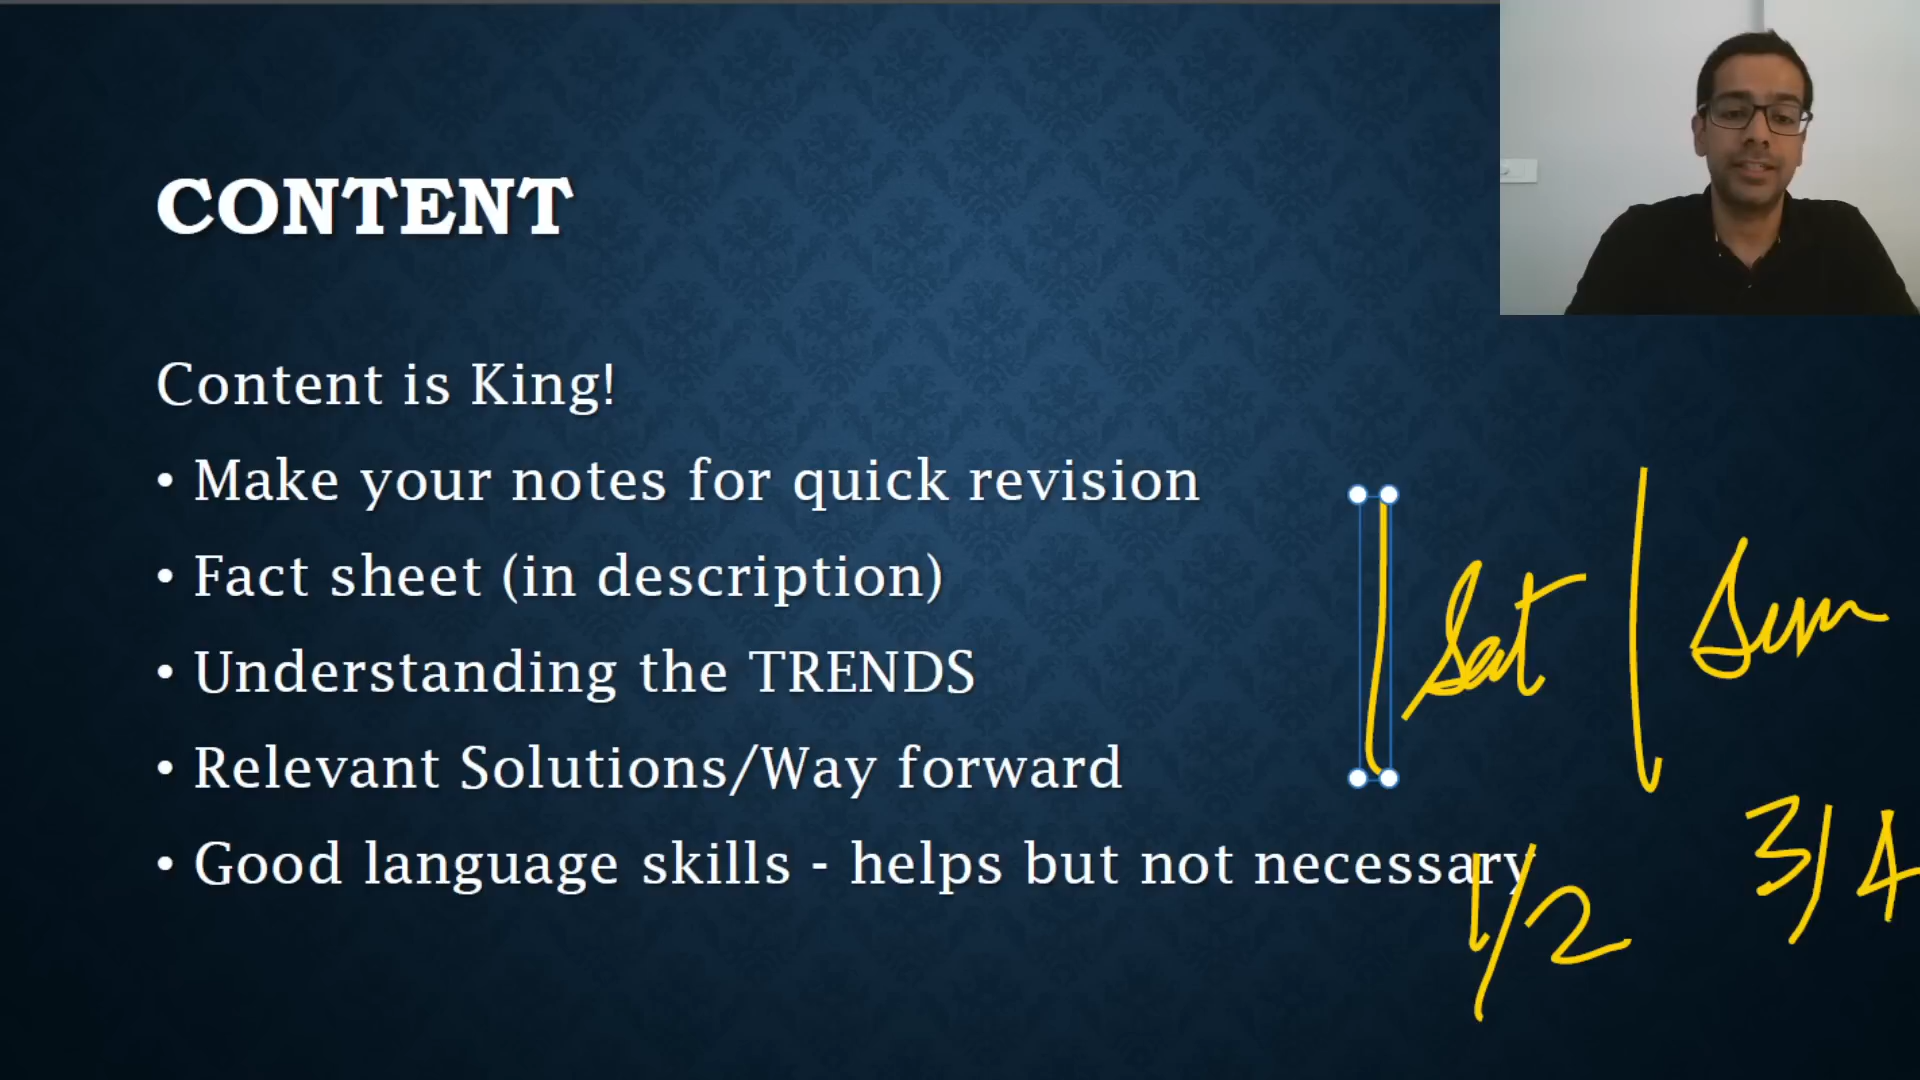 CONTENT
Content is King!
• Make your notes for quick revision
• Fact sheet (in description)
• Understanding the TRENDS
• Relevant Solutions/Way forward
• Good language skills - helps but not necessary
Sat | Sun
1/2 3/4